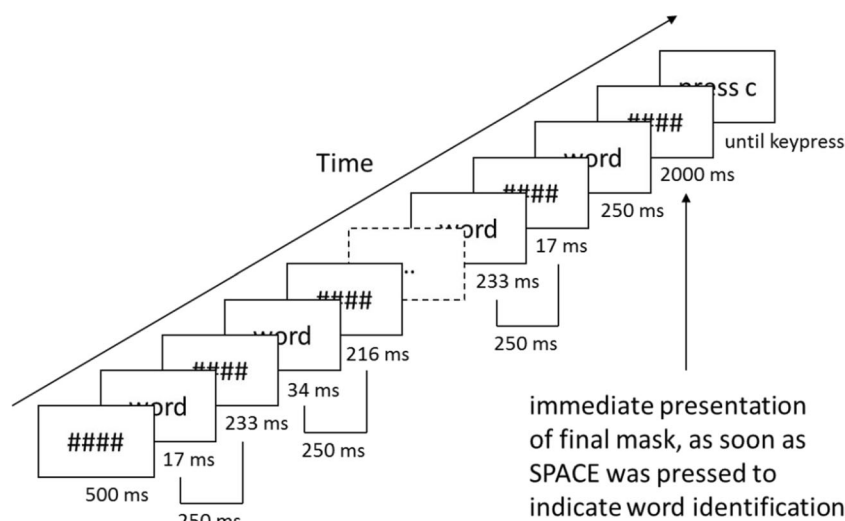 press c
####
until keypress
word
2000 ms
Time
####
250 ms
word
17 ms
..
233 ms
####
250 ms
word
216 ms
####
34 ms
word
233 ms
250 ms
####
17 ms
500 ms
250 ms
immediate presentation
of final mask, as soon as
SPACE was pressed to
indicate word identification